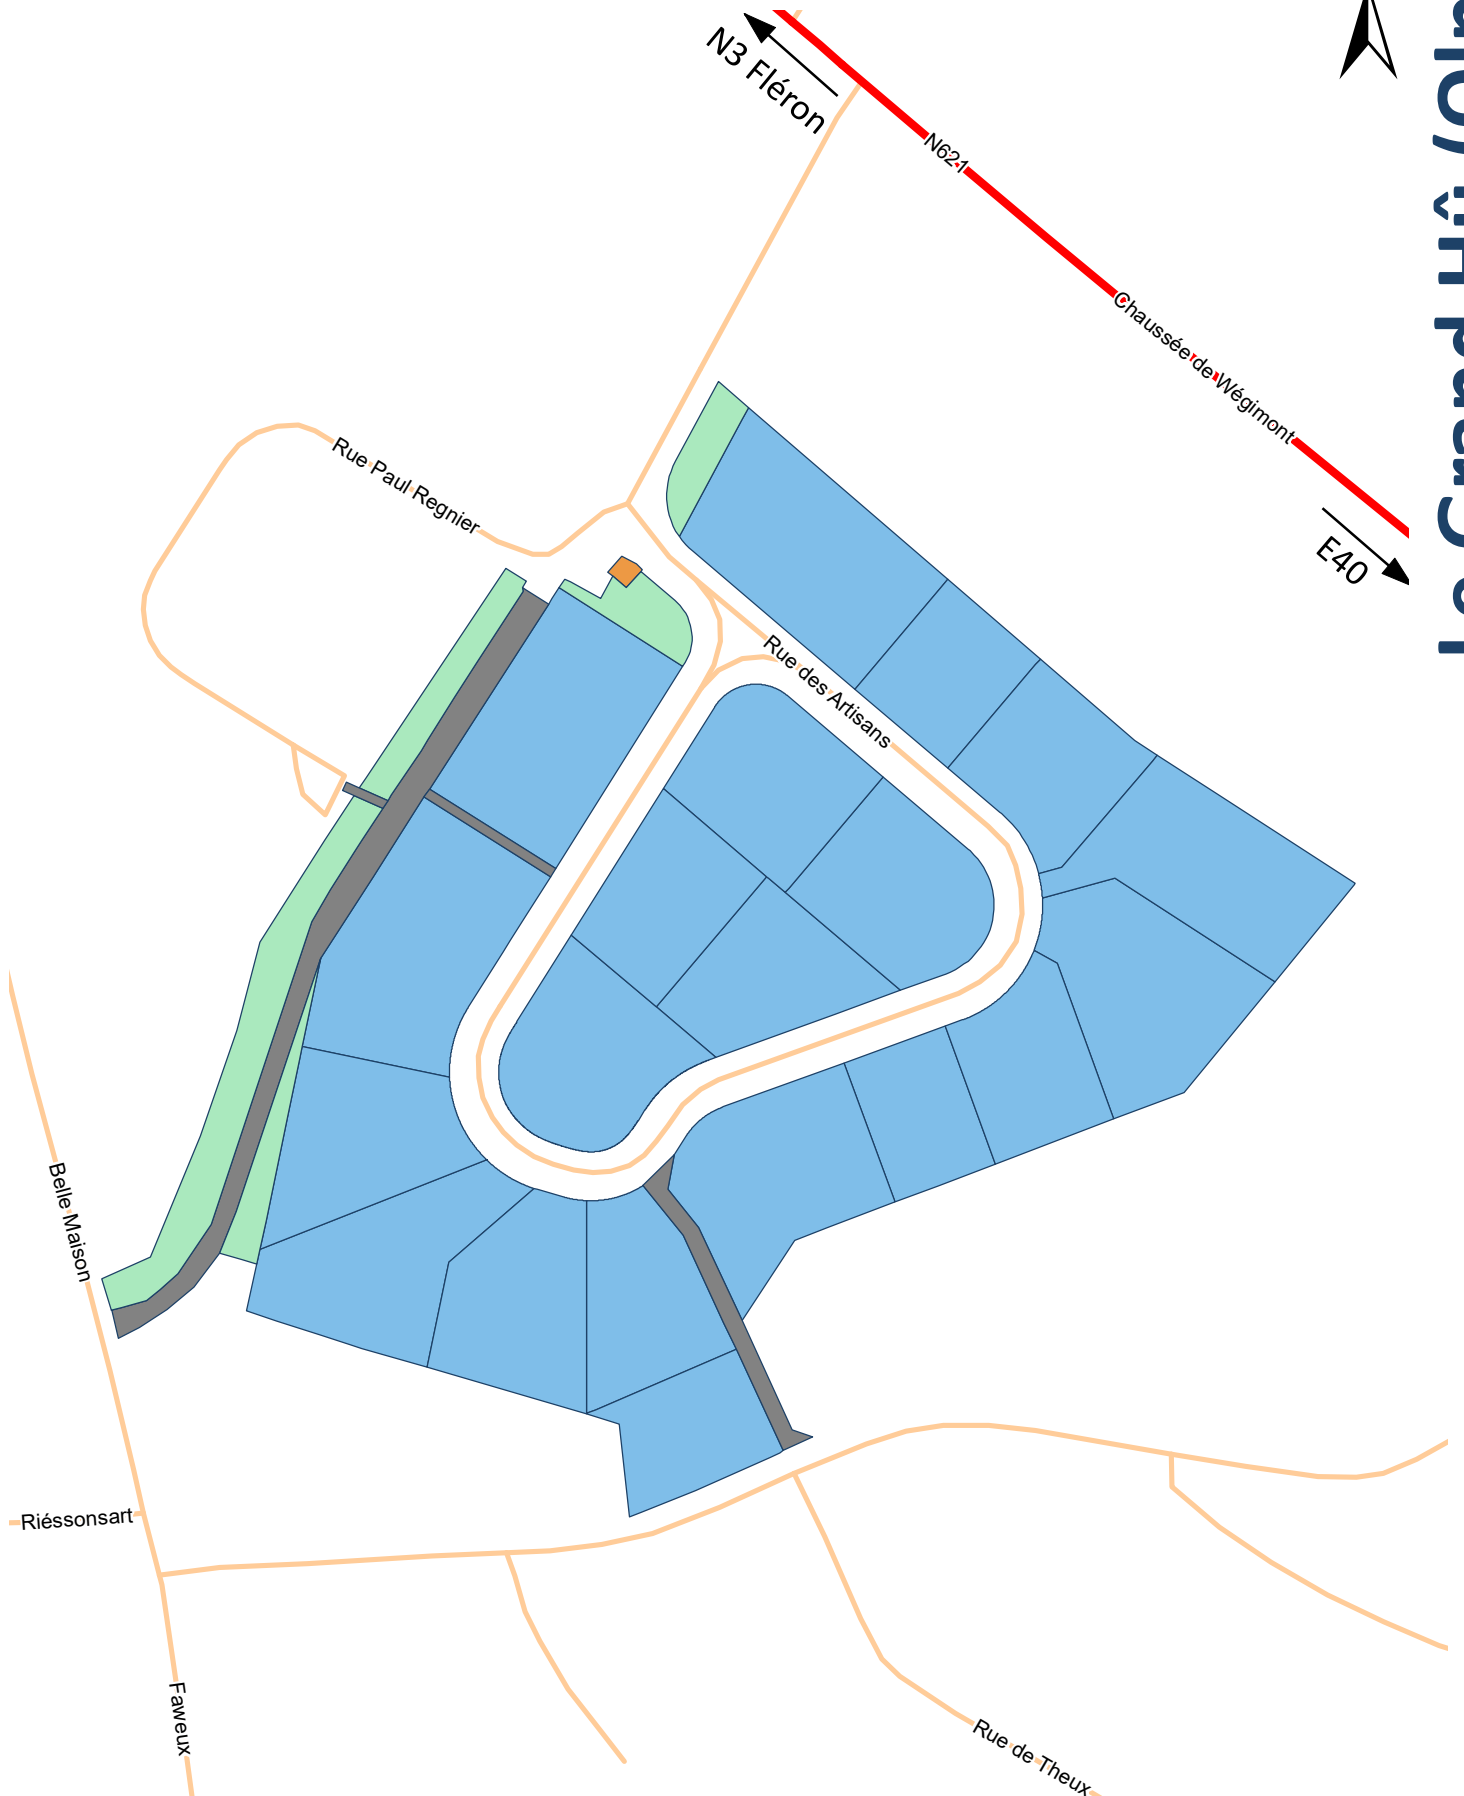 N3 Fléron
N621
Chaussée de Wégimont
E40
Rue Paul Regnier
Rue des Artisans
Belle Maison
Riéssonsart
Faweux
Rue de Theux